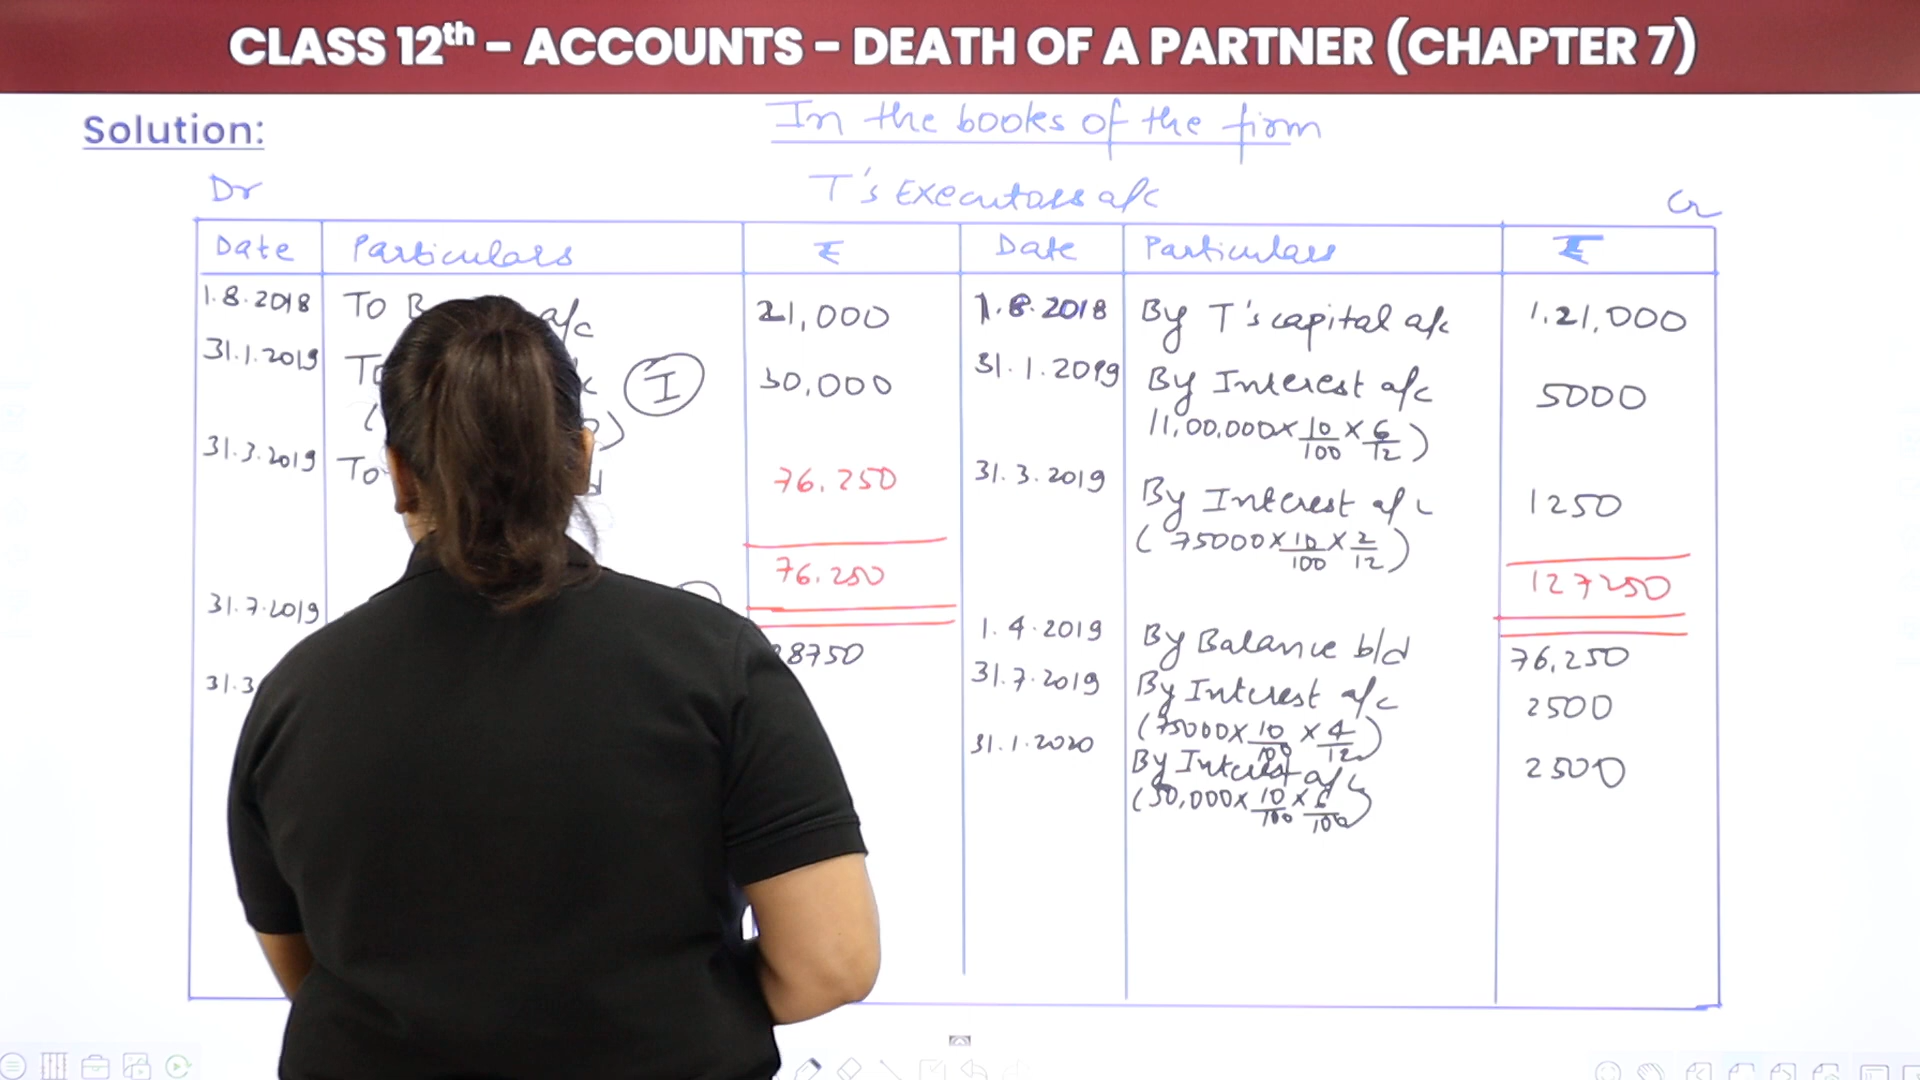 CLASS 12th – ACCOUNTS – DEATH OF A PARTNER (CHAPTER 7)
Solution:
In the books of the firm
Dr T's Executors a/c Cr
Date Particulars ₹ Date Particulars ₹
1.8.2018 To a/c 21,000 1.8.2018 By T's capital a/c 1,21,000
31.1.2019 To I 30,000 31.1.2019 By Interest a/c 5000
11,00,000×10/100×6/12)
31.3.2019 To 76,250 31.3.2019 By Interest a/c 1250
(75000×10/100×2/12)
76,250 127250
31.7.2019 8750 1.4.2019 By Balance b/d 76,250
31.3 31.7.2019 By Interest a/c 2500
(75000×10/100×4/12)
31.1.2020 By Interest a/c 2500
(50,000×10/100×6/100)